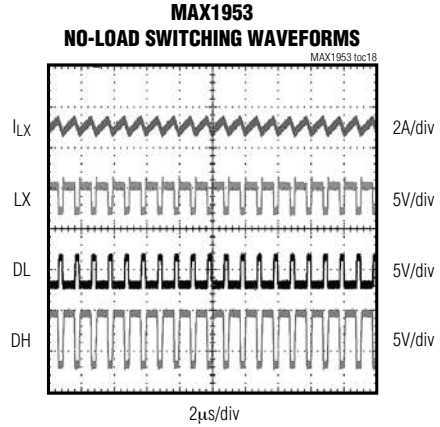 MAX1953
NO-LOAD SWITCHING WAVEFORMS
MAX1953 toc18
ILX 2A/div
LX 5V/div
DL 5V/div
DH 5V/div
2μs/div